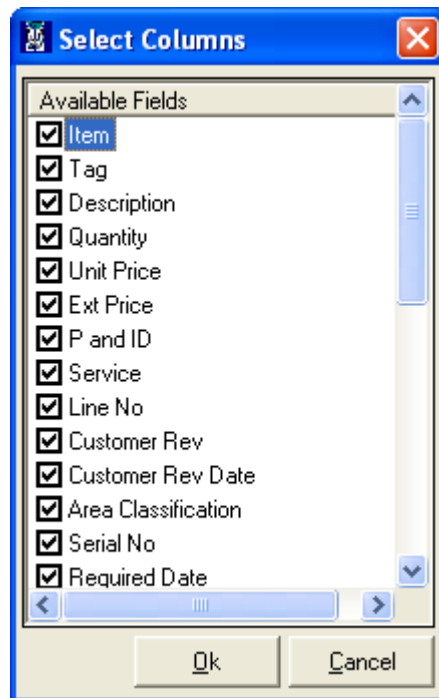 Select Columns
Available Fields
Item
Tag
Description
Quantity
Unit Price
Ext Price
P and ID
Service
Line No
Customer Rev
Customer Rev Date
Area Classification
Serial No
Required Date
Ok
Cancel